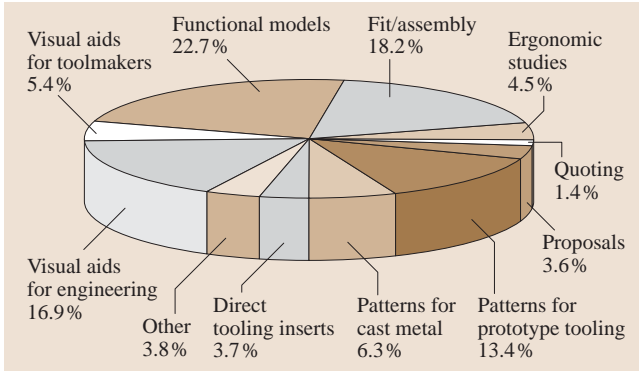 Visual aids
for toolmakers
5.4%
Functional models
22.7%
Fit/assembly
18.2%
Ergonomic
studies
4.5%
Quoting
1.4%
Proposals
3.6%
Patterns for
prototype tooling
13.4%
Patterns for
cast metal
6.3%
Direct
tooling inserts
3.7%
Other
3.8%
Visual aids
for engineering
16.9%